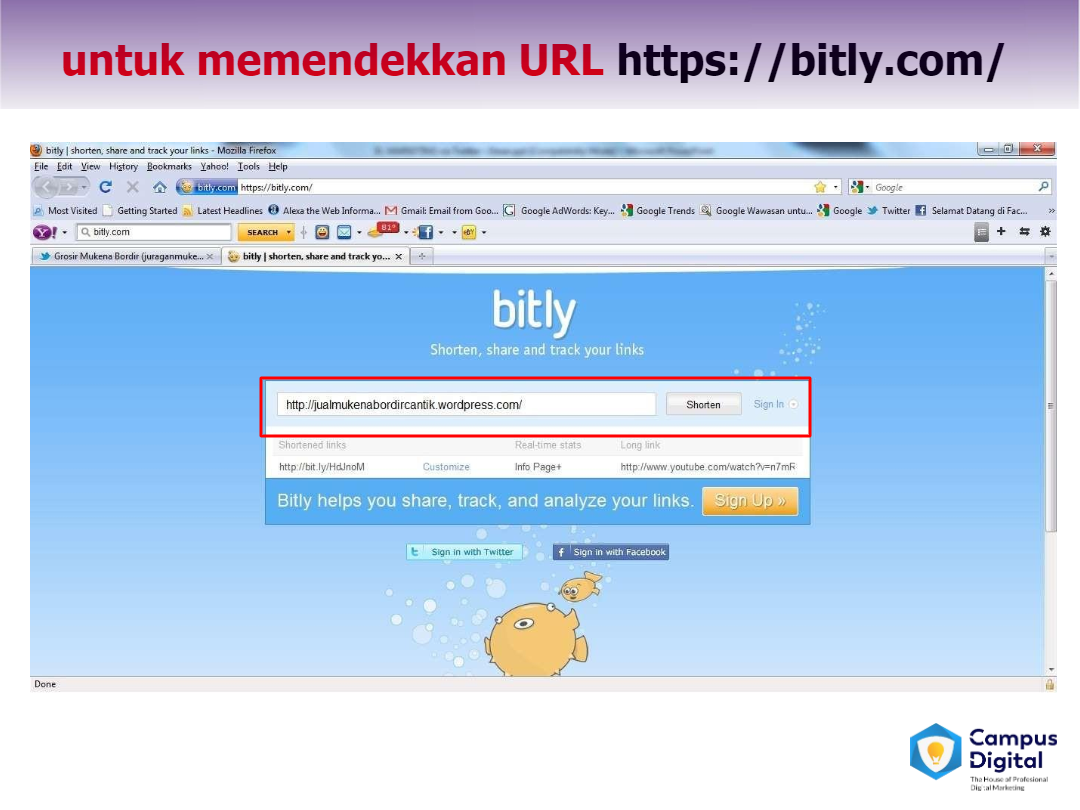 untuk memendekkan URL https://bitly.com/
bitly | shorten, share and track your links - Mozilla Firefox
File Edit View History Bookmarks Yahoo! Tools Help
bitly.com https://bitly.com/
Google
Most Visited Getting Started Latest Headlines Alexa the Web Informa... Gmail: Email from Goo... Google AdWords: Key... Google Trends Google Wawasan untu... Google Twitter Selamat Datang di Fac... »
Y! bitly.com SEARCH 81°
Grosir Mukena Bordir (juraganmuke... × bitly | shorten, share and track yo... ×
bitly
Shorten, share and track your links
http://jualmukenabordircantik.wordpress.com/ Shorten Sign In
Shortened links Real-time stats Long link
http://bit.ly/HdJnoM Customize Info Page+ http://www.youtube.com/watch?v=n7mR
Bitly helps you share, track, and analyze your links. Sign Up »
Sign in with Twitter Sign in with Facebook
Done
Campus
Digital
The House of Profesional
Digital Marketing